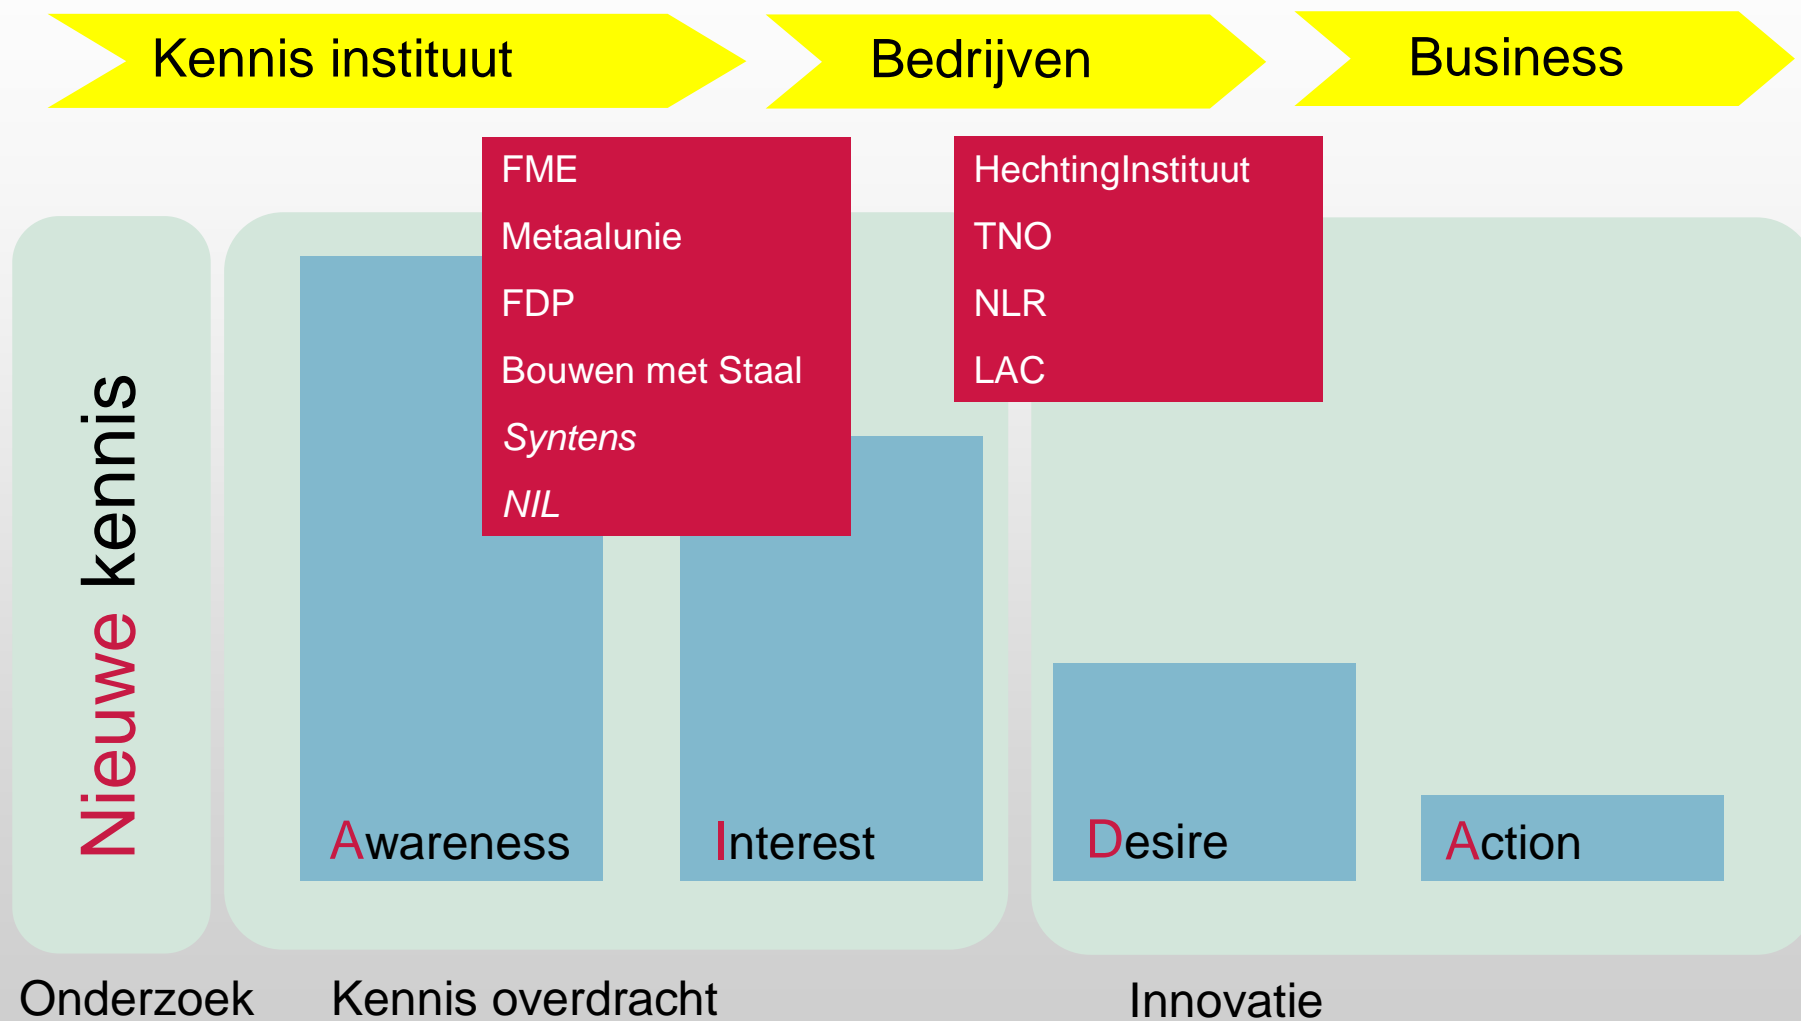 Kennis instituut
Bedrijven
Business
FME
Metaalunie
FDP
Bouwen met Staal
Syntens
NIL
HechtingInstituut
TNO
NLR
LAC
Nieuwe kennis
Awareness
Interest
Desire
Action
Onderzoek
Kennis overdracht
Innovatie